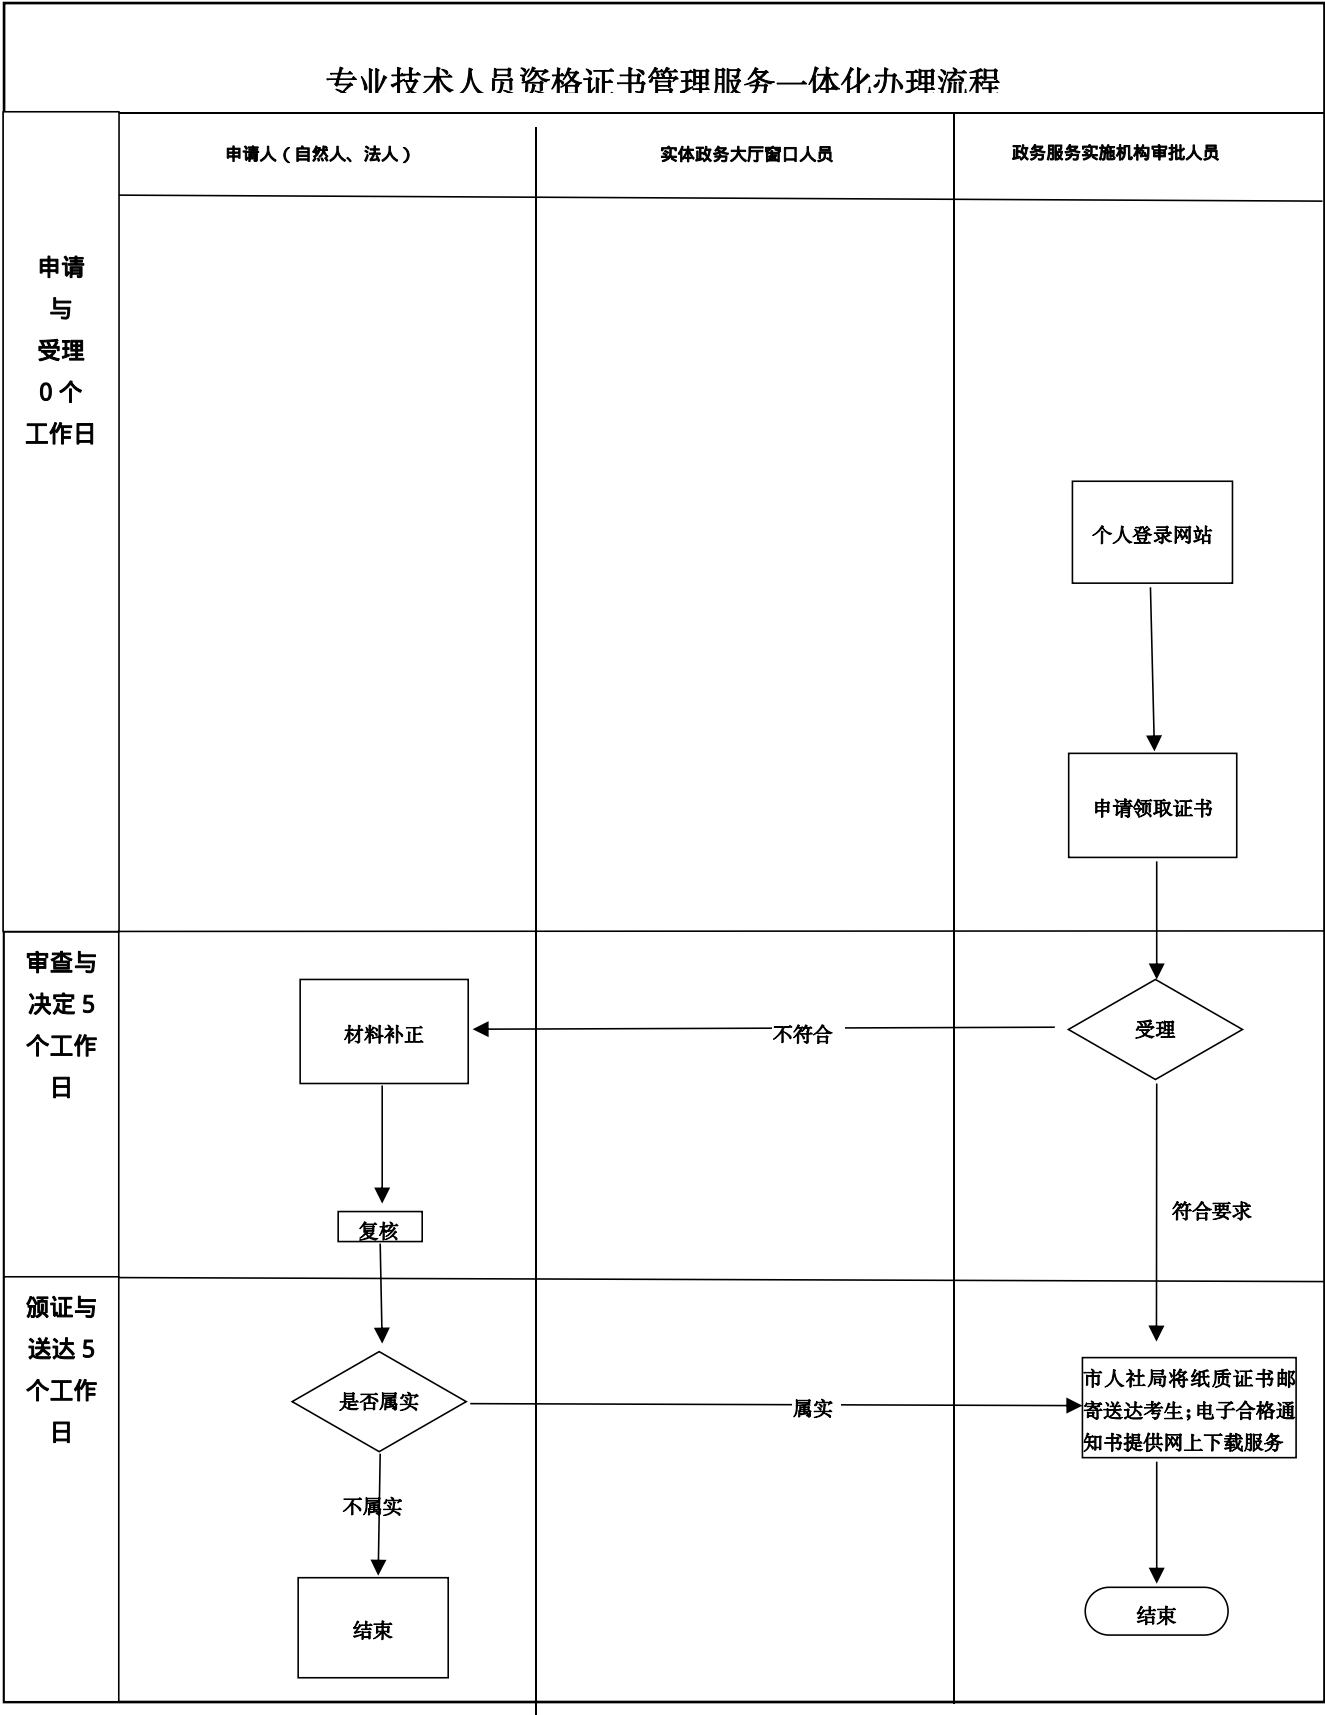 专业技术人员资格证书管理服务一体化办理流程
申请人（自然人、法人）
实体政务大厅窗口人员
政务服务实施机构审批人员
申请
与
受理
0 个
工作日
个人登录网站
申请领取证书
审查与
决定 5
个工作
日
材料补正
不符合
受理
复核
符合要求
颁证与
送达 5
个工作
日
是否属实
属实
市人社局将纸质证书邮
寄送达考生；电子合格通
知书提供网上下载服务
不属实
结束
结束